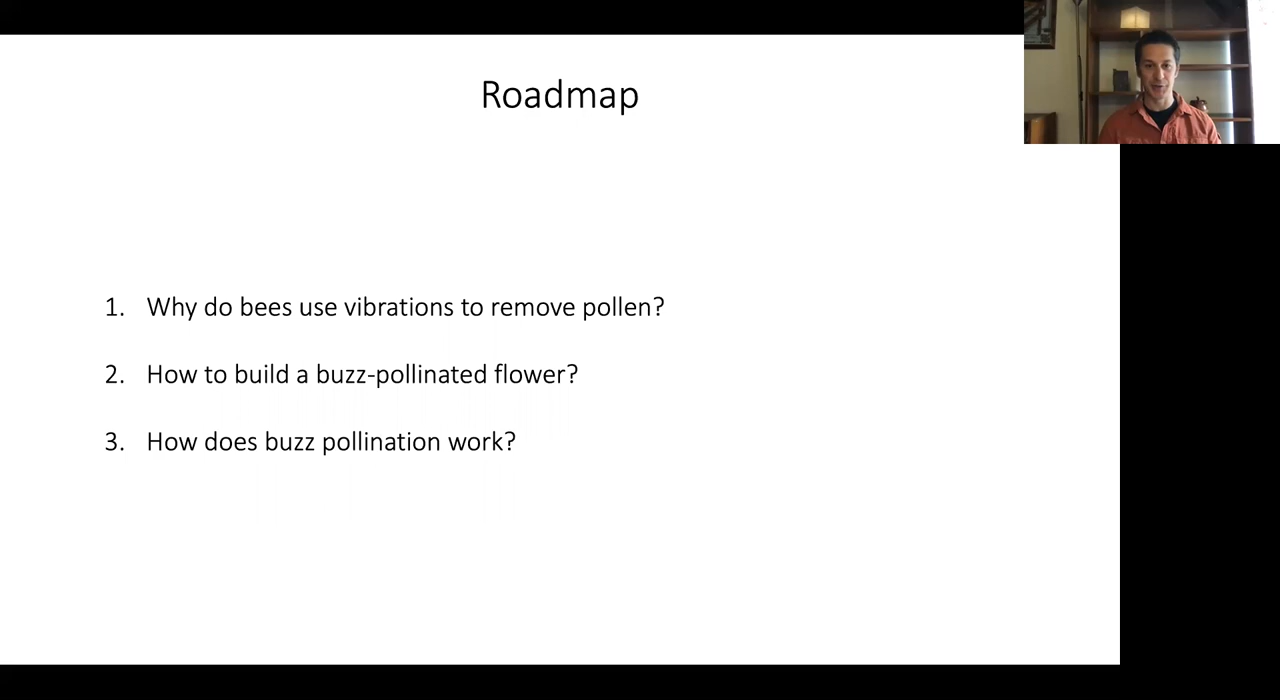 Roadmap
1. Why do bees use vibrations to remove pollen?
2. How to build a buzz-pollinated flower?
3. How does buzz pollination work?